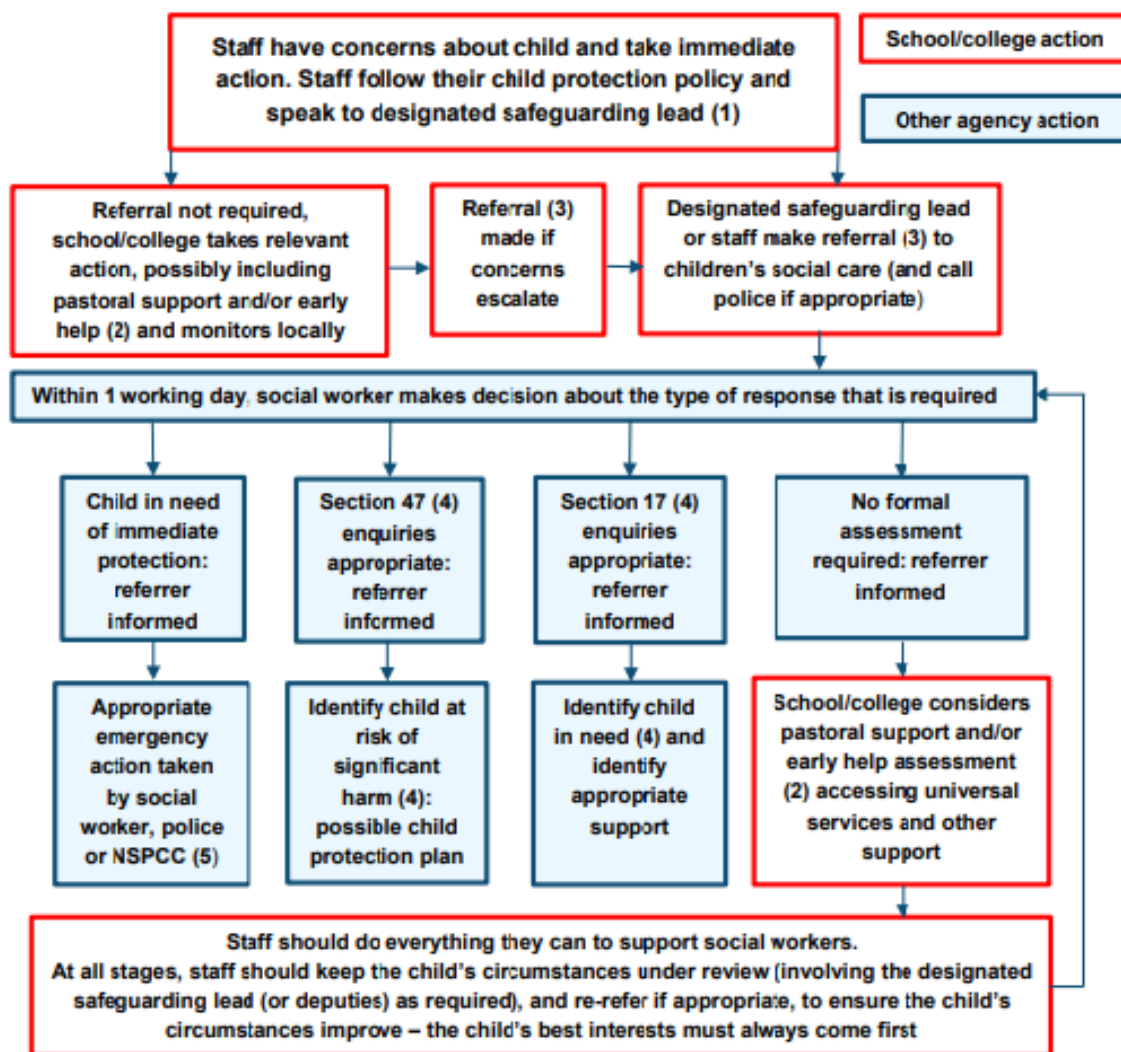 Staff have concerns about child and take immediate
action. Staff follow their child protection policy and
speak to designated safeguarding lead (1)
School/college action
Other agency action
Referral not required,
school/college takes relevant
action, possibly including
pastoral support and/or early
help (2) and monitors locally
Referral (3)
made if
concerns
escalate
Designated safeguarding lead
or staff make referral (3) to
children's social care (and call
police if appropriate)
Within 1 working day, social worker makes decision about the type of response that is required
Child in need
of immediate
protection:
referrer
informed
Section 47 (4)
enquiries
appropriate:
referrer
informed
Section 17 (4)
enquiries
appropriate:
referrer
informed
No formal
assessment
required: referrer
informed
Appropriate
emergency
action taken
by social
worker, police
or NSPCC (5)
Identify child at
risk of
significant
harm (4):
possible child
protection plan
Identify child
in need (4) and
identify
appropriate
support
School/college considers
pastoral support and/or
early help assessment
(2) accessing universal
services and other
support
Staff should do everything they can to support social workers.
At all stages, staff should keep the child's circumstances under review (involving the designated
safeguarding lead (or deputies) as required), and re-refer if appropriate, to ensure the child's
circumstances improve – the child's best interests must always come first